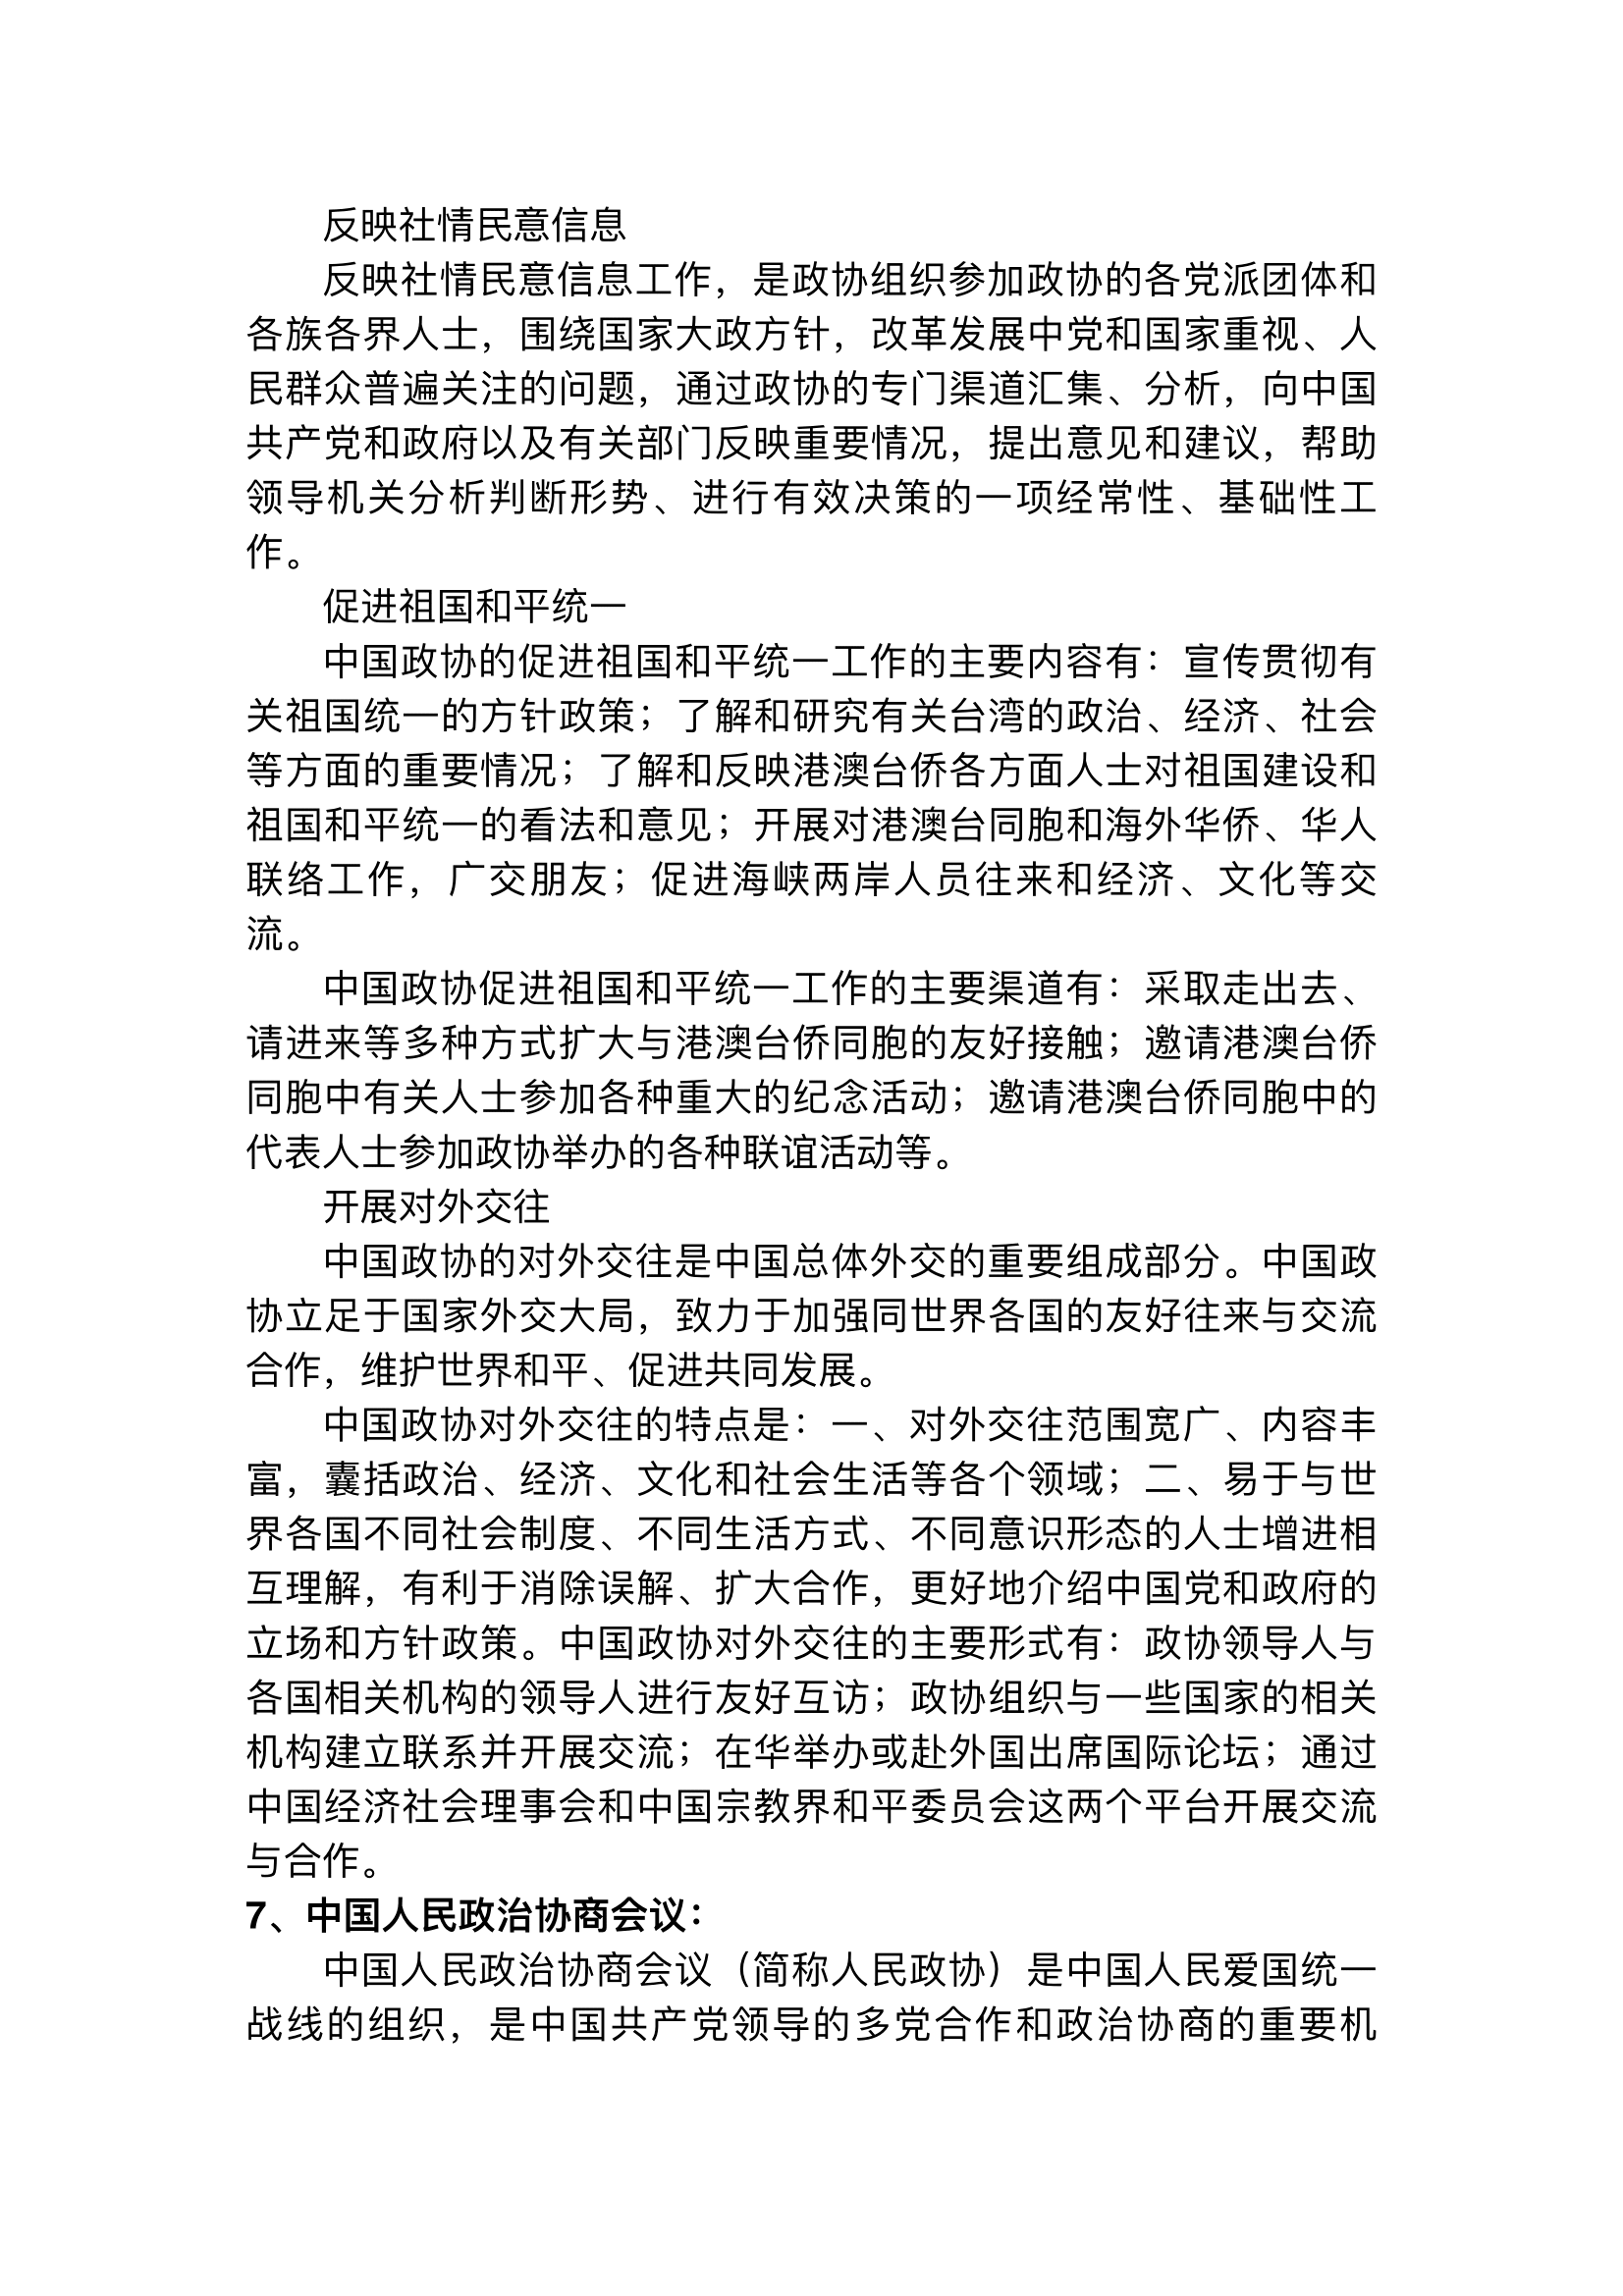 反映社情民意信息
反映社情民意信息工作，是政协组织参加政协的各党派团体和
各族各界人士，围绕国家大政方针，改革发展中党和国家重视、人
民群众普遍关注的问题，通过政协的专门渠道汇集、分析，向中国
共产党和政府以及有关部门反映重要情况，提出意见和建议，帮助
领导机关分析判断形势、进行有效决策的一项经常性、基础性工
作。
促进祖国和平统一
中国政协的促进祖国和平统一工作的主要内容有：宣传贯彻有
关祖国统一的方针政策；了解和研究有关台湾的政治、经济、社会
等方面的重要情况；了解和反映港澳台侨各方面人士对祖国建设和
祖国和平统一的看法和意见；开展对港澳台同胞和海外华侨、华人
联络工作，广交朋友；促进海峡两岸人员往来和经济、文化等交
流。
中国政协促进祖国和平统一工作的主要渠道有：采取走出去、
请进来等多种方式扩大与港澳台侨同胞的友好接触；邀请港澳台侨
同胞中有关人士参加各种重大的纪念活动；邀请港澳台侨同胞中的
代表人士参加政协举办的各种联谊活动等。
开展对外交往
中国政协的对外交往是中国总体外交的重要组成部分。中国政
协立足于国家外交大局，致力于加强同世界各国的友好往来与交流
合作，维护世界和平、促进共同发展。
中国政协对外交往的特点是：一、对外交往范围宽广、内容丰
富，囊括政治、经济、文化和社会生活等各个领域；二、易于与世
界各国不同社会制度、不同生活方式、不同意识形态的人士增进相
互理解，有利于消除误解、扩大合作，更好地介绍中国党和政府的
立场和方针政策。中国政协对外交往的主要形式有：政协领导人与
各国相关机构的领导人进行友好互访；政协组织与一些国家的相关
机构建立联系并开展交流；在华举办或赴外国出席国际论坛；通过
中国经济社会理事会和中国宗教界和平委员会这两个平台开展交流
与合作。
7、中国人民政治协商会议：
中国人民政治协商会议（简称人民政协）是中国人民爱国统一
战线的组织，是中国共产党领导的多党合作和政治协商的重要机